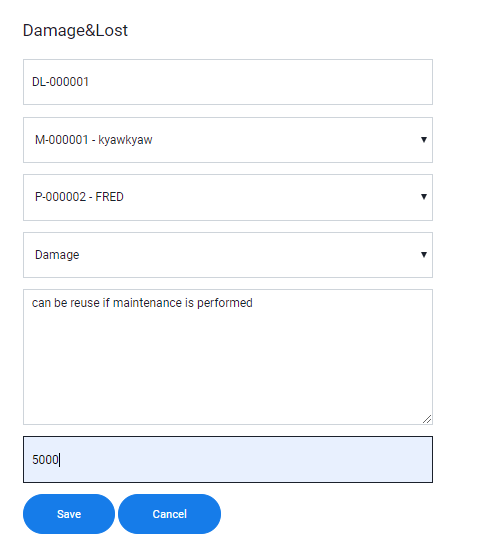 Damage&Lost
DL-000001
M-000001 - kyawkyaw
P-000002 - FRED
Damage
can be reuse if maintenance is performed
5000
Save
Cancel